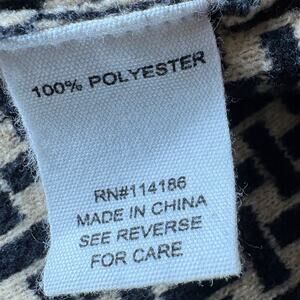 100% POLYESTER
RN#114186
MADE IN CHINA
SEE REVERSE
FOR CARE